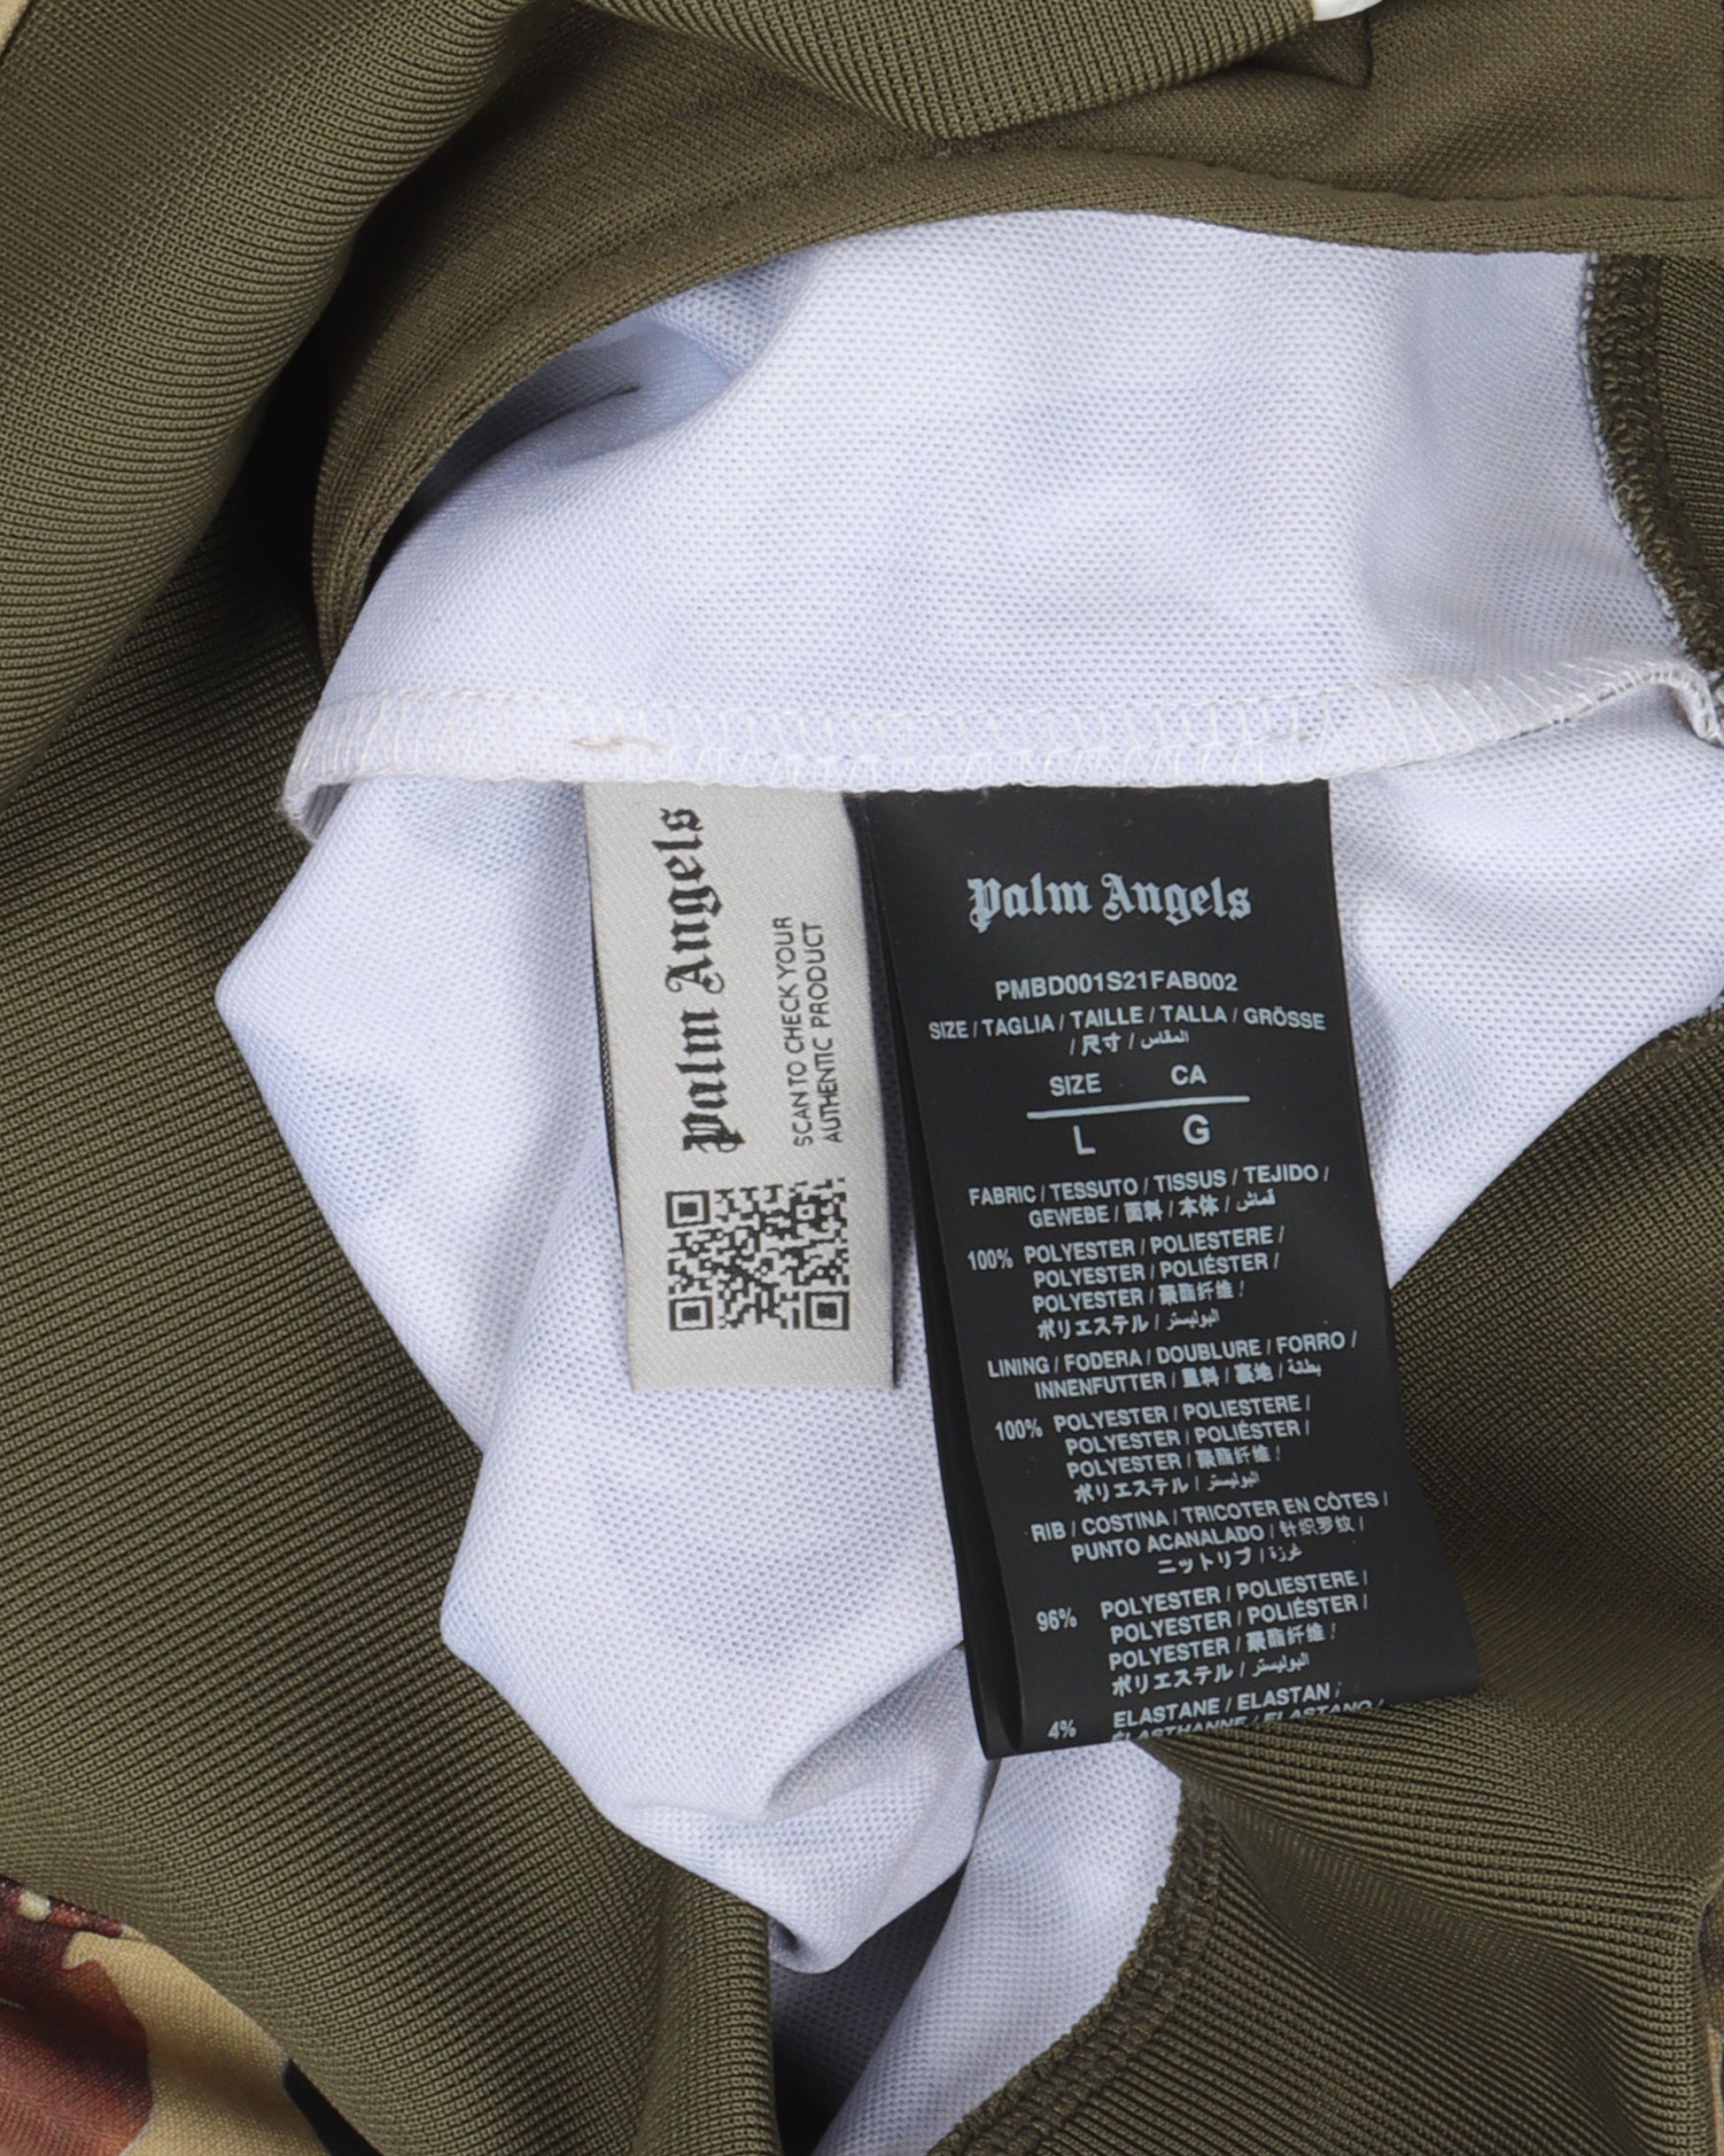 Palm Angels
SCAN TO CHECK YOUR
AUTHENTIC PRODUCT
Palm Angels
PMBD001S21FAB002
SIZE / TAGLIA / TAILLE / TALLA / GRÖSSE
/ 尺寸 / المقاس
SIZE CA
L G
FABRIC / TESSUTO / TISSUS / TEJIDO /
GEWEBE / 面料 / 本体 / قماش
100% POLYESTER / POLIESTERE /
POLYESTER / POLIÉSTER /
POLYESTER / 聚酯纤维 /
ポリエステル / البوليستر
LINING / FODERA / DOUBLURE / FORRO /
INNENFUTTER / 里料 / 裏地 / بطانة
100% POLYESTER / POLIESTERE /
POLYESTER / POLIÉSTER /
POLYESTER / 聚酯纤维 /
ポリエステル / البوليستر
RIB / COSTINA / TRICOTER EN CÔTES /
PUNTO ACANALADO / 针织罗纹 /
ニットリブ / غرزة
96% POLYESTER / POLIESTERE /
POLYESTER / POLIÉSTER /
POLYESTER / 聚酯纤维 /
ポリエステル / البوليستر
4% ELASTANE / ELASTAN /
ÉLASTHANNE / ELASTANO /